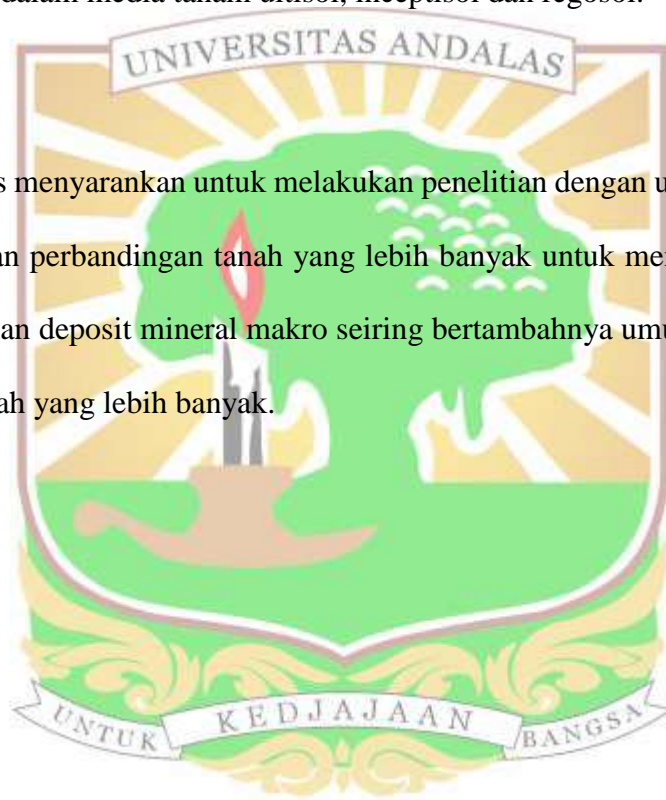 dalam media tanam ultisol, inceptisol dan regosol.
UNIVERSITAS ANDALAS
s menyarankan untuk melakukan penelitian dengan u
an perbandingan tanah yang lebih banyak untuk me
an deposit mineral makro seiring bertambahnya umu
ah yang lebih banyak.
UNTUK KEDJAJAAN BANGSA